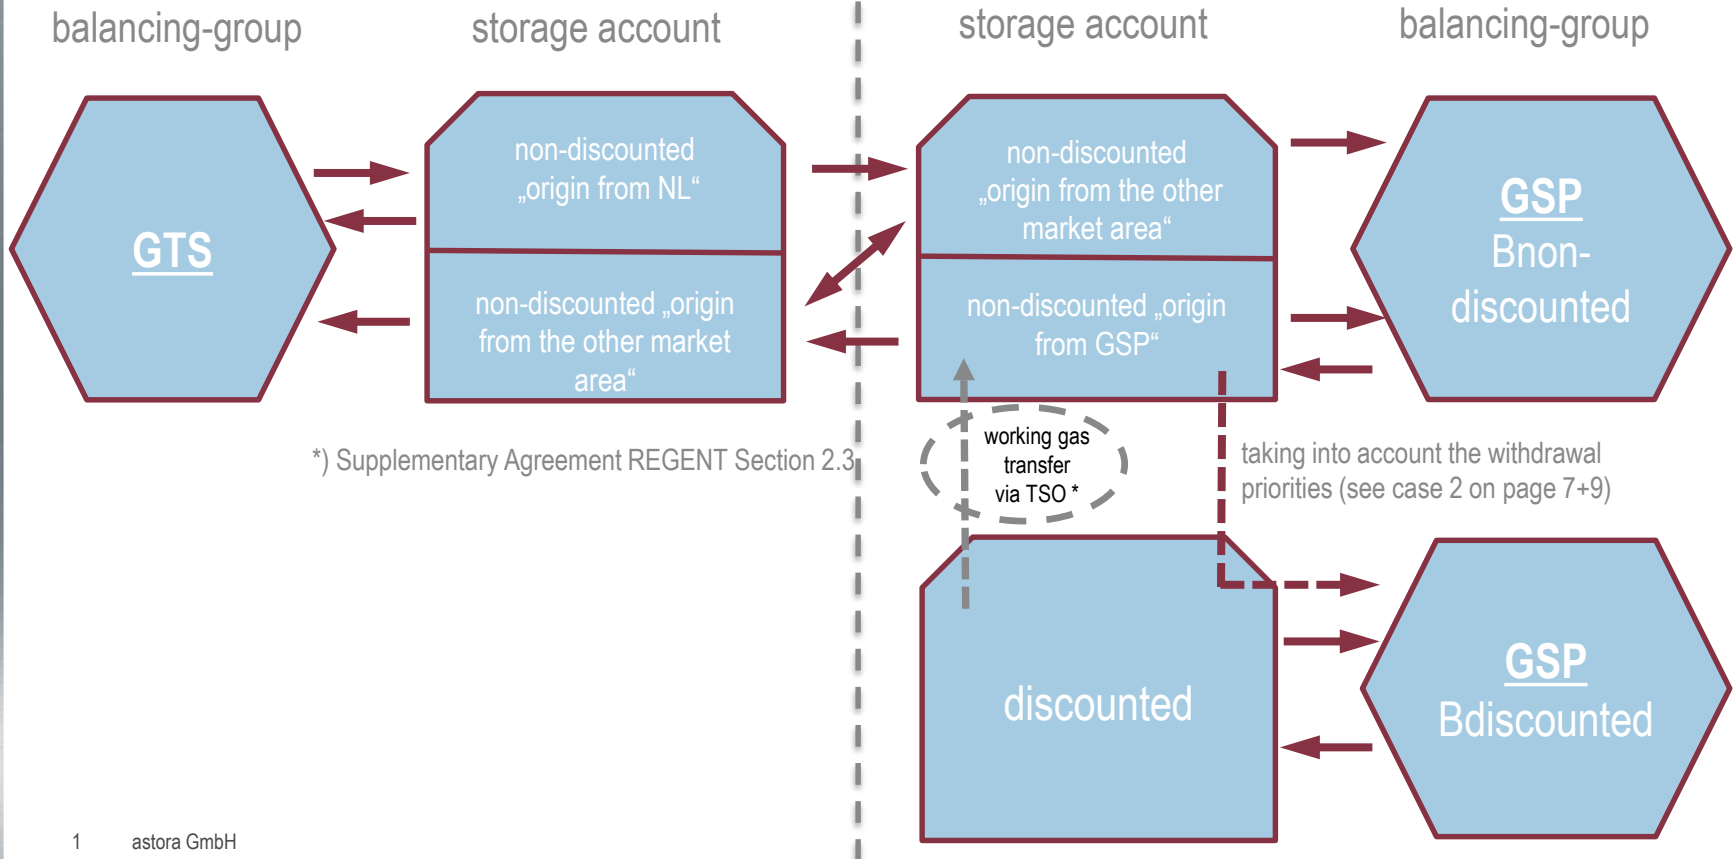 balancing-group
storage account
storage account
balancing-group
GTS
non-discounted
„origin from NL“
non-discounted „origin
from the other market
area“
non-discounted
„origin from the other
market area“
non-discounted „origin
from GSP“
GSP
Bnon-
discounted
*) Supplementary Agreement REGENT Section 2.3
working gas
transfer
via TSO *
taking into account the withdrawal
priorities (see case 2 on page 7+9)
discounted
GSP
Bdiscounted
1 astora GmbH